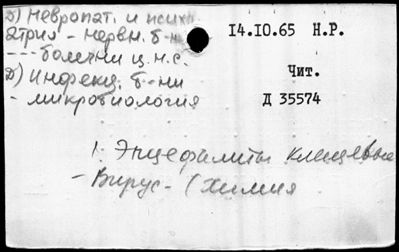 Д) Невропат. и психи
атрия – нервн. б-ни
--- болезни ц.н.с.
Д) Инфекц. б-ни
- микробиология
14.10.65 Н.Р.
Чит.
Д 35574
1. Энцефалиты клещевые
- Вирус - (химия